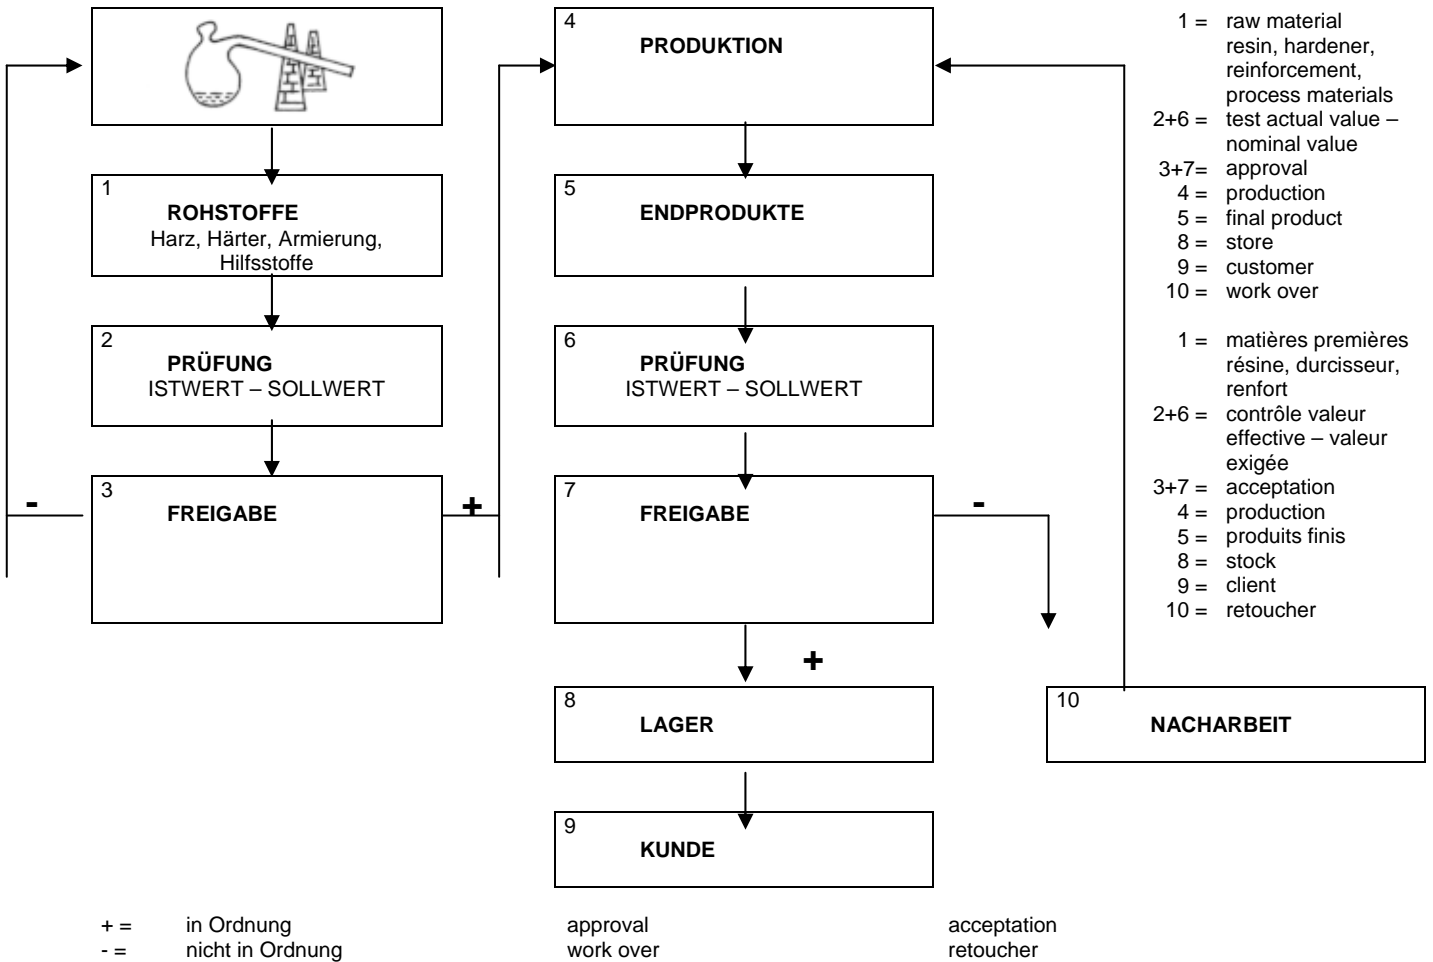 1
ROHSTOFFE
Harz, Härter, Armierung,
Hilfsstoffe
2
PRÜFUNG
ISTWERT – SOLLWERT
3
FREIGABE
-
+
4
PRODUKTION
5
ENDPRODUKTE
6
PRÜFUNG
ISTWERT – SOLLWERT
7
FREIGABE
-
+
8
LAGER
9
KUNDE
10
NACHARBEIT
1 = raw material
resin, hardener,
reinforcement,
process materials
2+6 = test actual value –
nominal value
3+7= approval
4 = production
5 = final product
8 = store
9 = customer
10 = work over
1 = matières premières
résine, durcisseur,
renfort
2+6 = contrôle valeur
effective – valeur
exigée
3+7 = acceptation
4 = production
5 = produits finis
8 = stock
9 = client
10 = retoucher
+ = in Ordnung approval acceptation
- = nicht in Ordnung work over retoucher